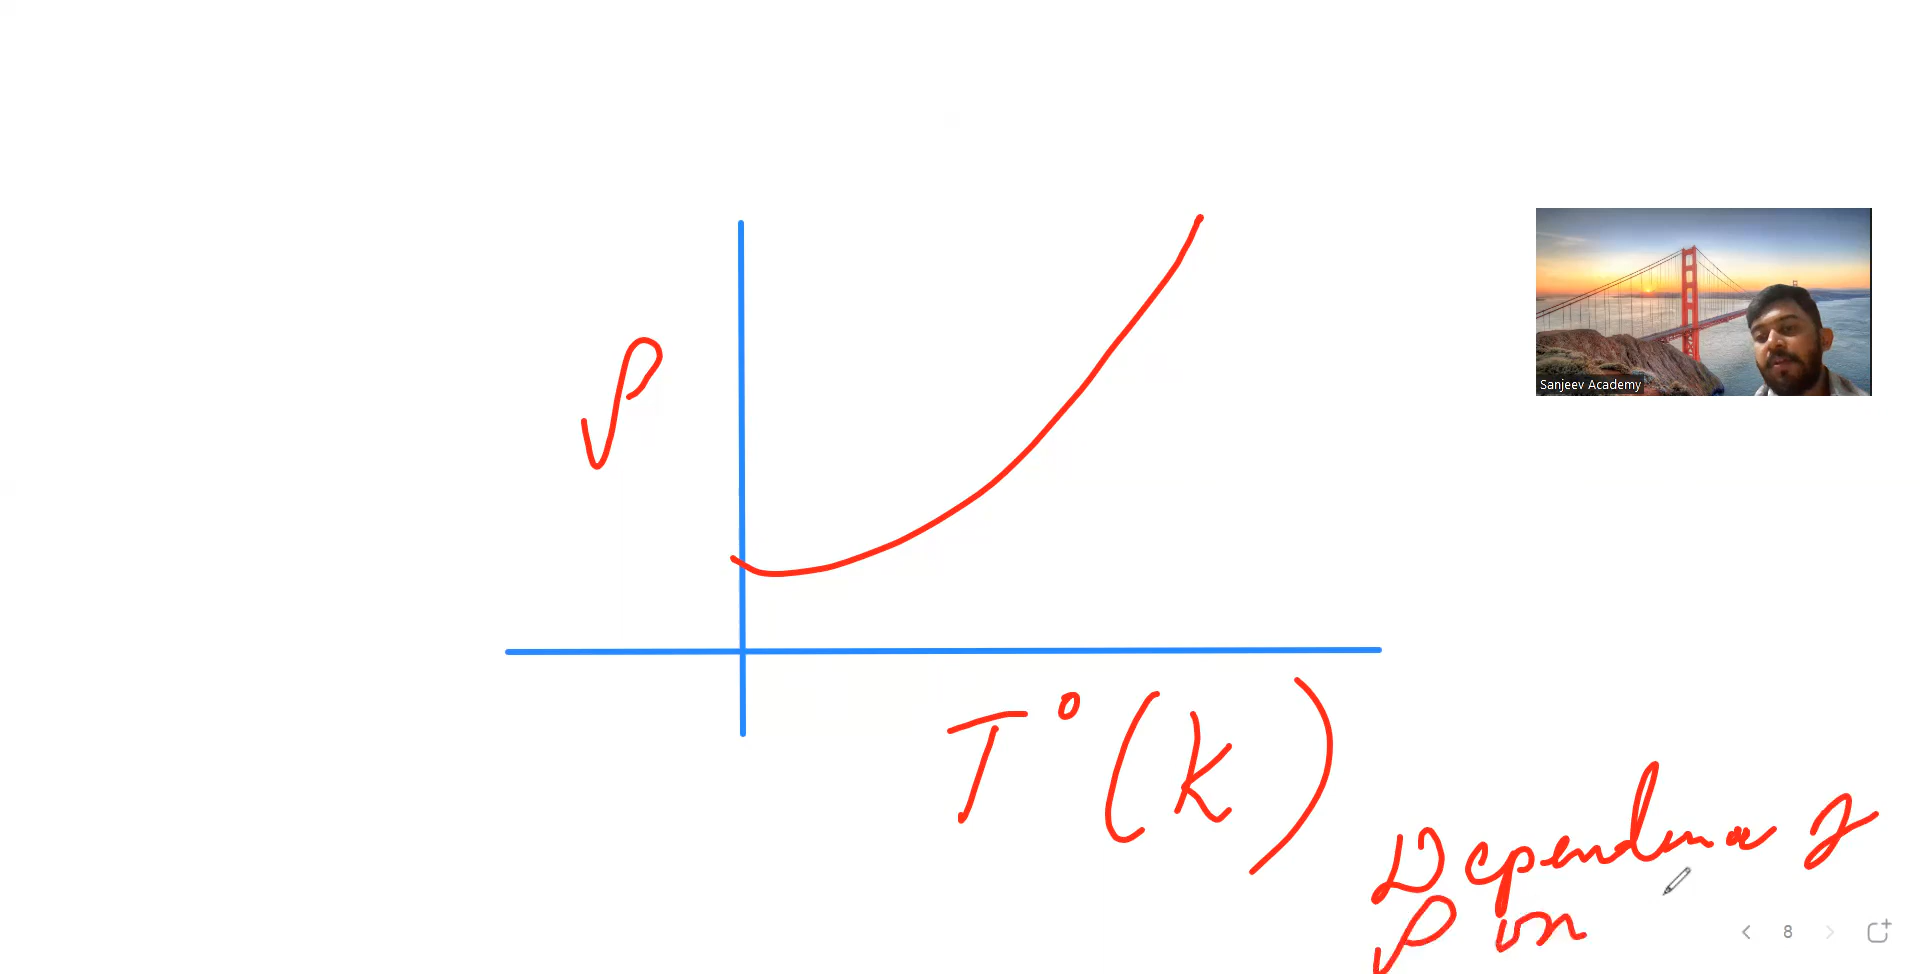 ρ
Sanjeev Academy
T° (K)
Dependence of
ρ on
8